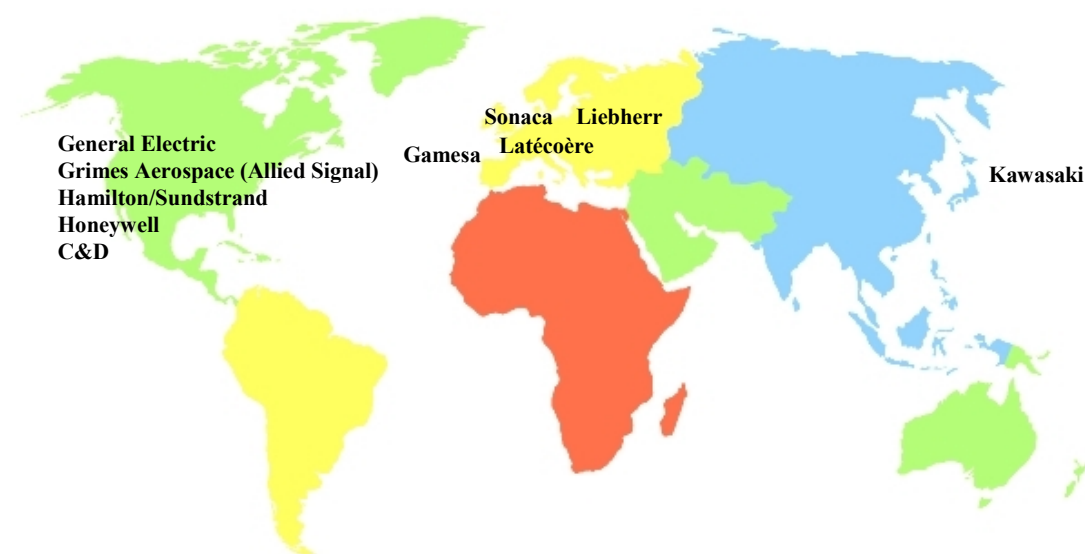 General Electric
Grimes Aerospace (Allied Signal)
Hamilton/Sundstrand
Honeywell
C&D
Gamesa
Sonaca Liebherr
Latécoère
Kawasaki